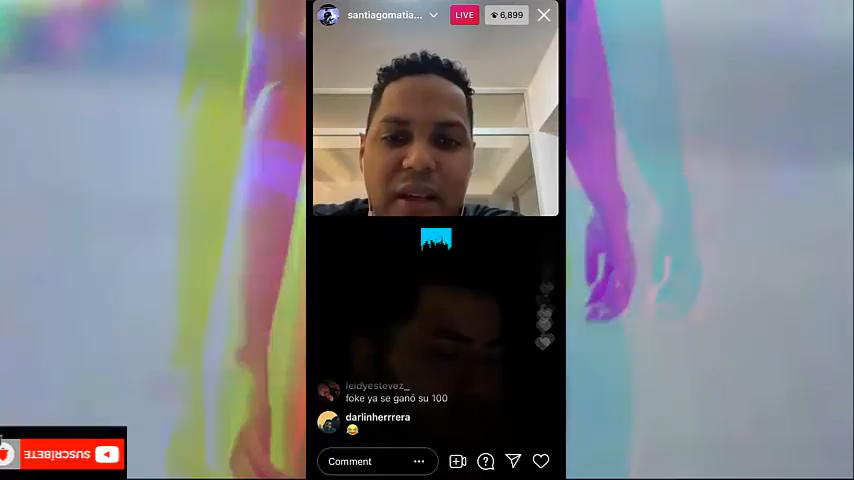 santiagomatia...
LIVE
6,899
leidyestevez_
foke ya se ganó su 100
darlinherrrera
Comment
SUSCRÍBETE